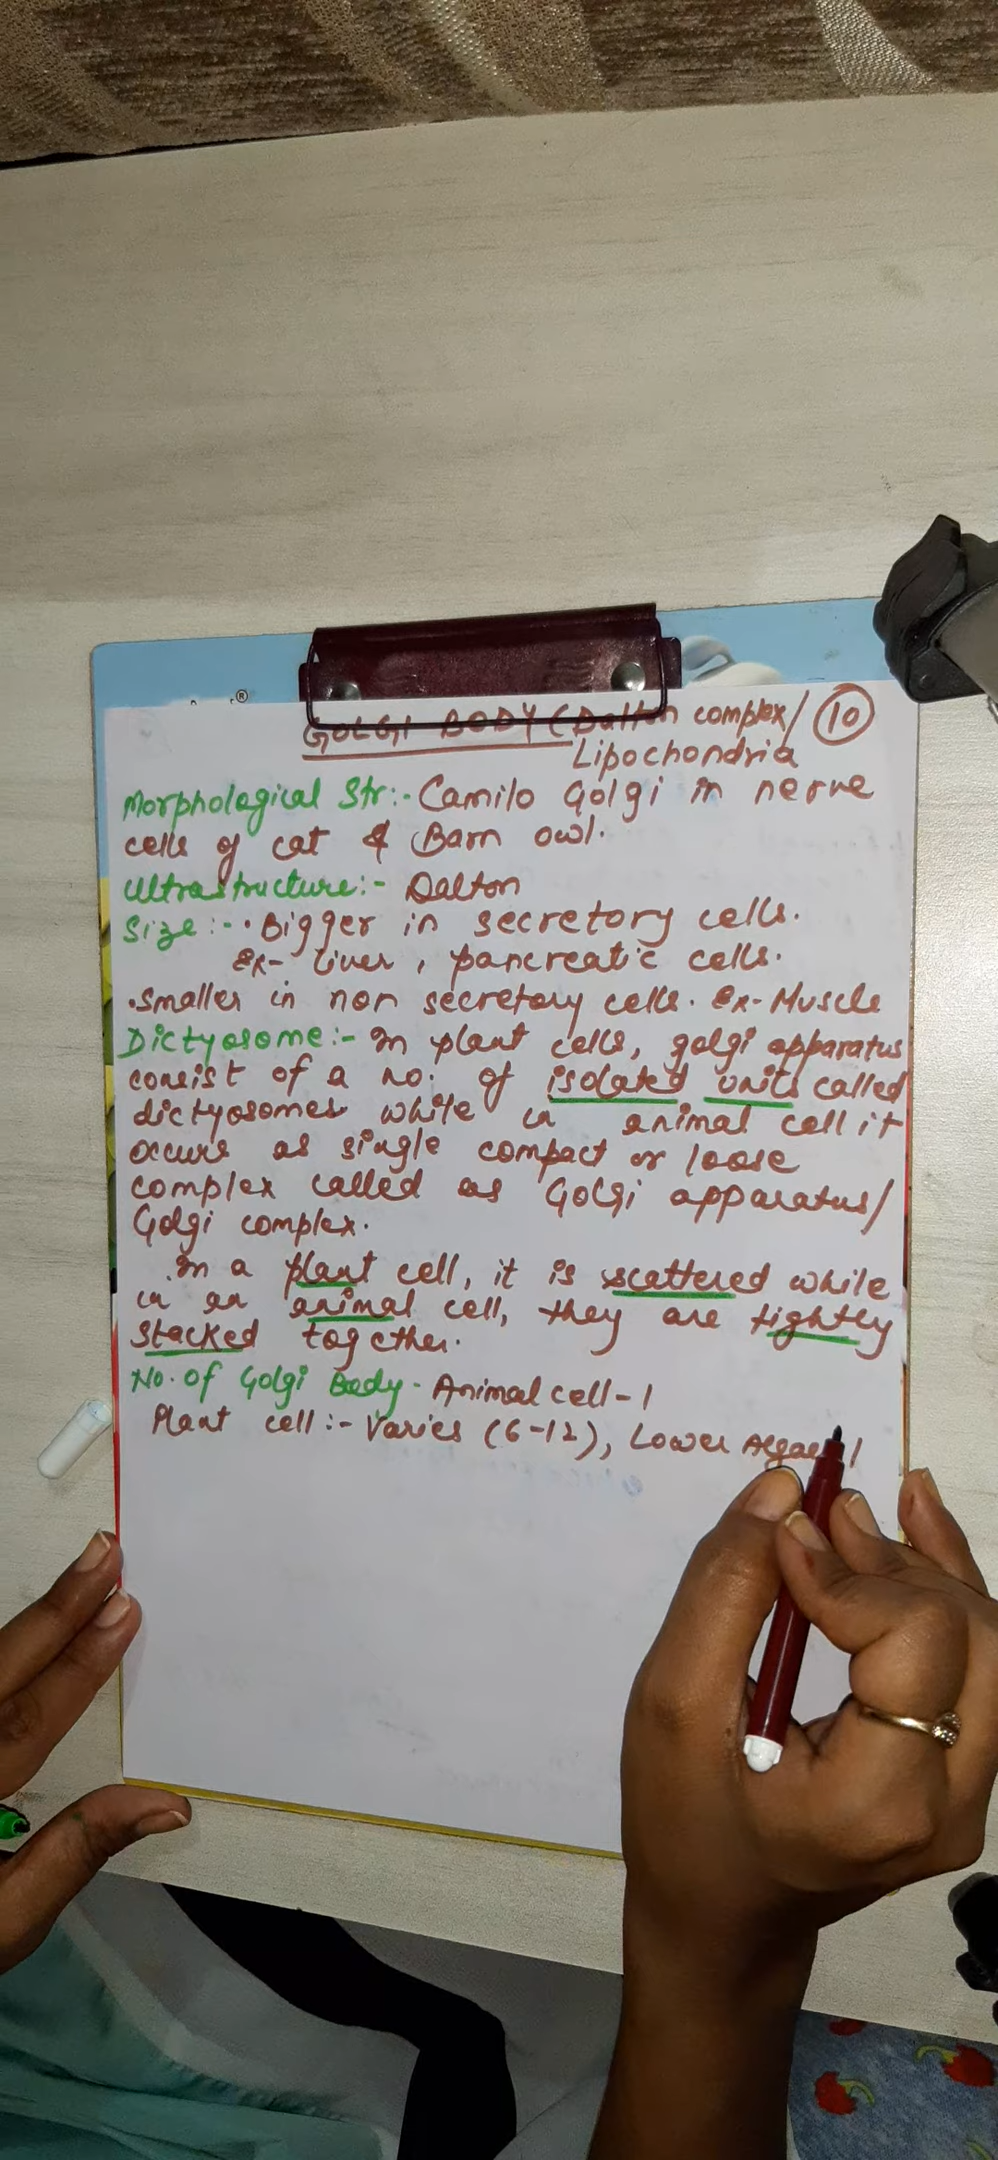 GOLGI BODY (Dalton complex/ 10
Lipochondria
Morphological Str:- Camilo Golgi in nerve
cells of cat & Barn owl.
Ultrastructure:- Dalton
Size:- • Bigger in secretory cells.
Ex- Liver, pancreatic cells.
• Smaller in non secretory cells. Ex- Muscle
Dictyosome:- In plant cells, golgi apparatus
consist of a no. of isolated units called
dictyosomes while in animal cell it
occurs as single compact or loose
complex called as Golgi apparatus/
Golgi complex.
. In a plant cell, it is scattered while
in an animal cell, they are tightly
stacked together.
No. of Golgi Body - Animal cell-1
Plant cell:- Varies (6-12), Lower Algae 1
®